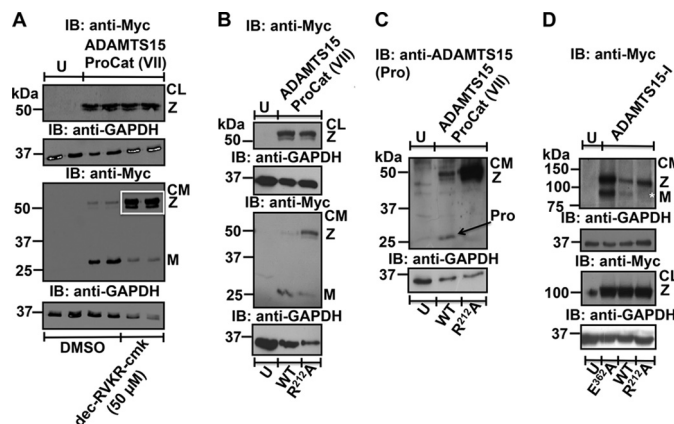 A
IB: anti-Myc
ADAMTS15
U ProCat (VII)
kDa
CL
50
Z
IB: anti-GAPDH
37
IB: anti-Myc
CM
50
Z
37
25
M
IB: anti-GAPDH
37
DMSO
dec-RVKR-cmk
(50 µM)
B
IB: anti-Myc
ADAMTS15
ProCat (VII)
U
kDa
CL
50
Z
IB: anti-GAPDH
37
IB: anti-Myc
CM
50
Z
37
25
M
IB: anti-GAPDH
37
U
WT
R²¹²A
C
IB: anti-ADAMTS15
(Pro)
ADAMTS15
ProCat (VII)
U
kDa
CM
50
Z
37
Pro
25
IB: anti-GAPDH
37
U
WT
R²¹²A
D
IB: anti-Myc
ADAMTS15-I
U
kDa
CM
150
Z
100
M
*
75
IB: anti-GAPDH
37
IB: anti-Myc
CL
100
Z
IB: anti-GAPDH
37
U
E³⁶²A
WT
R²¹²A